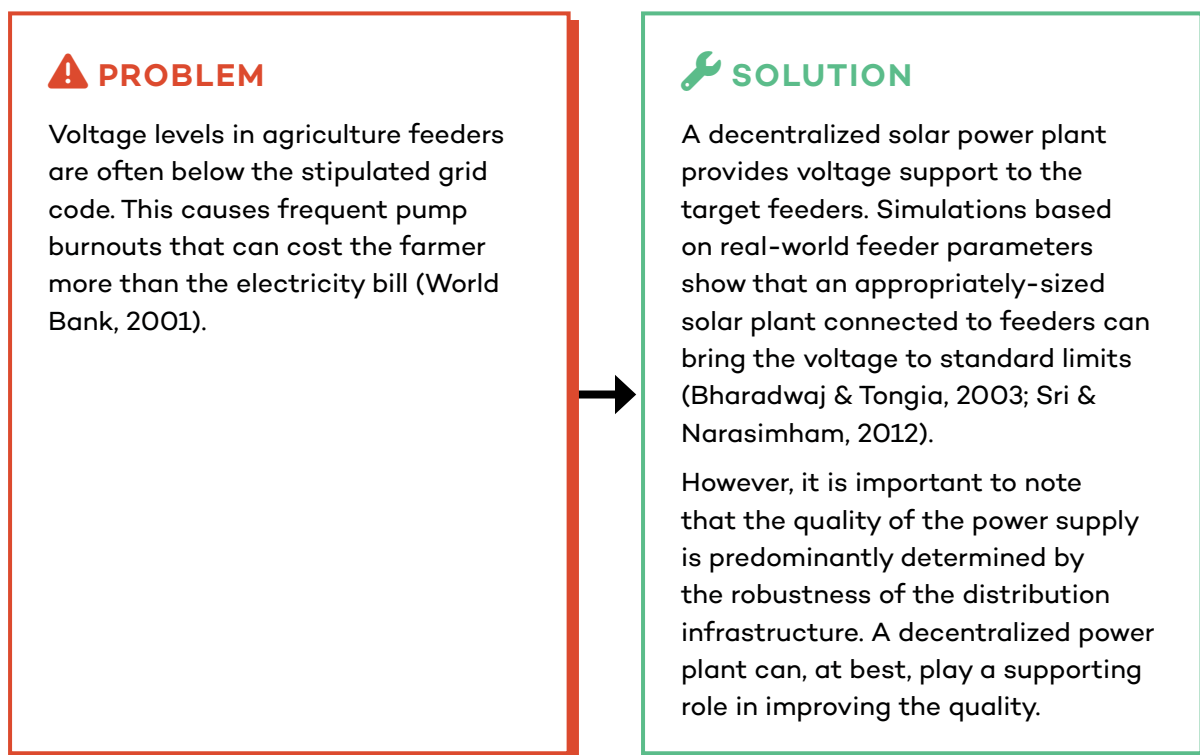 PROBLEM
Voltage levels in agriculture feeders
are often below the stipulated grid
code. This causes frequent pump
burnouts that can cost the farmer
more than the electricity bill (World
Bank, 2001).
SOLUTION
A decentralized solar power plant
provides voltage support to the
target feeders. Simulations based
on real-world feeder parameters
show that an appropriately-sized
solar plant connected to feeders can
bring the voltage to standard limits
(Bharadwaj & Tongia, 2003; Sri &
Narasimham, 2012).
However, it is important to note
that the quality of the power supply
is predominantly determined by
the robustness of the distribution
infrastructure. A decentralized power
plant can, at best, play a supporting
role in improving the quality.